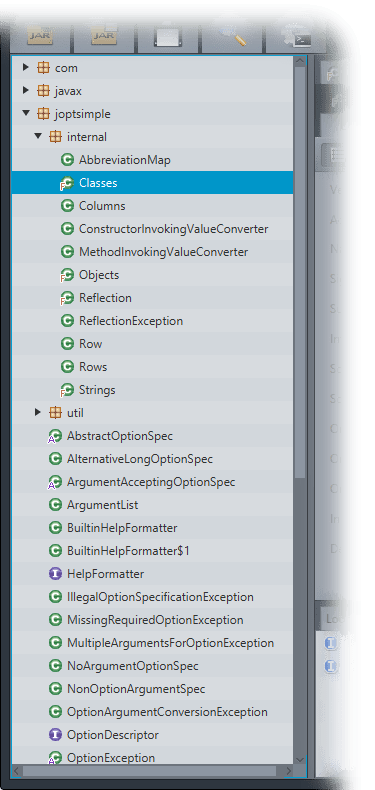 JAR
JAR
com
javax
joptsimple
internal
AbbreviationMap
Classes
Columns
ConstructorInvokingValueConverter
MethodInvokingValueConverter
Objects
Reflection
ReflectionException
Row
Rows
Strings
util
AbstractOptionSpec
AlternativeLongOptionSpec
ArgumentAcceptingOptionSpec
ArgumentList
BuiltinHelpFormatter
BuiltinHelpFormatter$1
HelpFormatter
IllegalOptionSpecificationException
MissingRequiredOptionException
MultipleArgumentsForOptionException
NoArgumentOptionSpec
NonOptionArgumentSpec
OptionArgumentConversionException
OptionDescriptor
OptionException